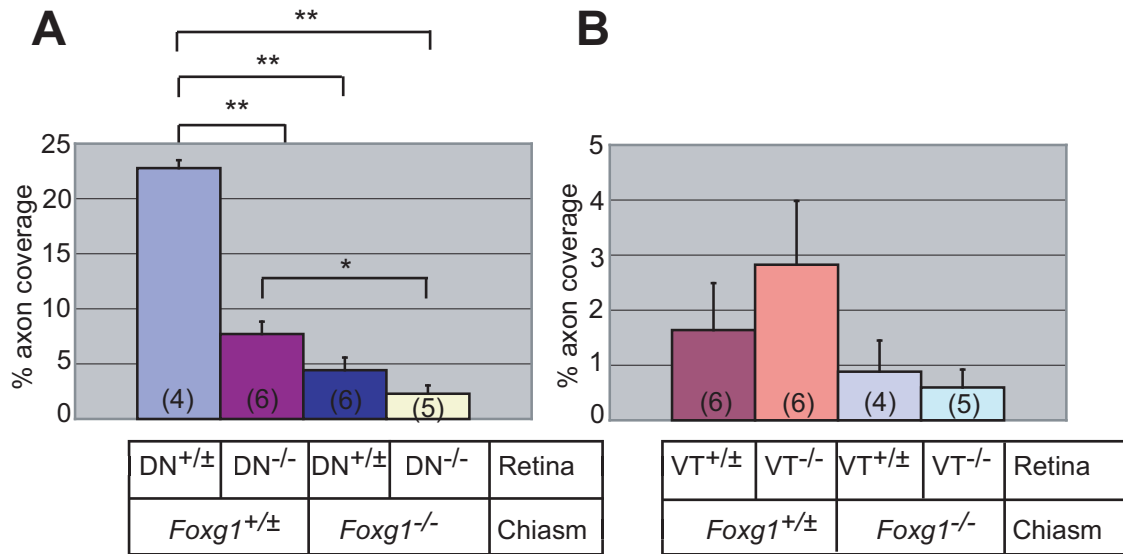 A
**
**
**
25
20
15
10
5
0
% axon coverage
*
(4) (6) (6) (5)
DN+/± DN-/- DN+/± DN-/- Retina
Foxg1+/± Foxg1-/- Chiasm
B
5
4
3
2
1
0
% axon coverage
(6) (6) (4) (5)
VT+/± VT-/- VT+/± VT-/- Retina
Foxg1+/± Foxg1-/- Chiasm